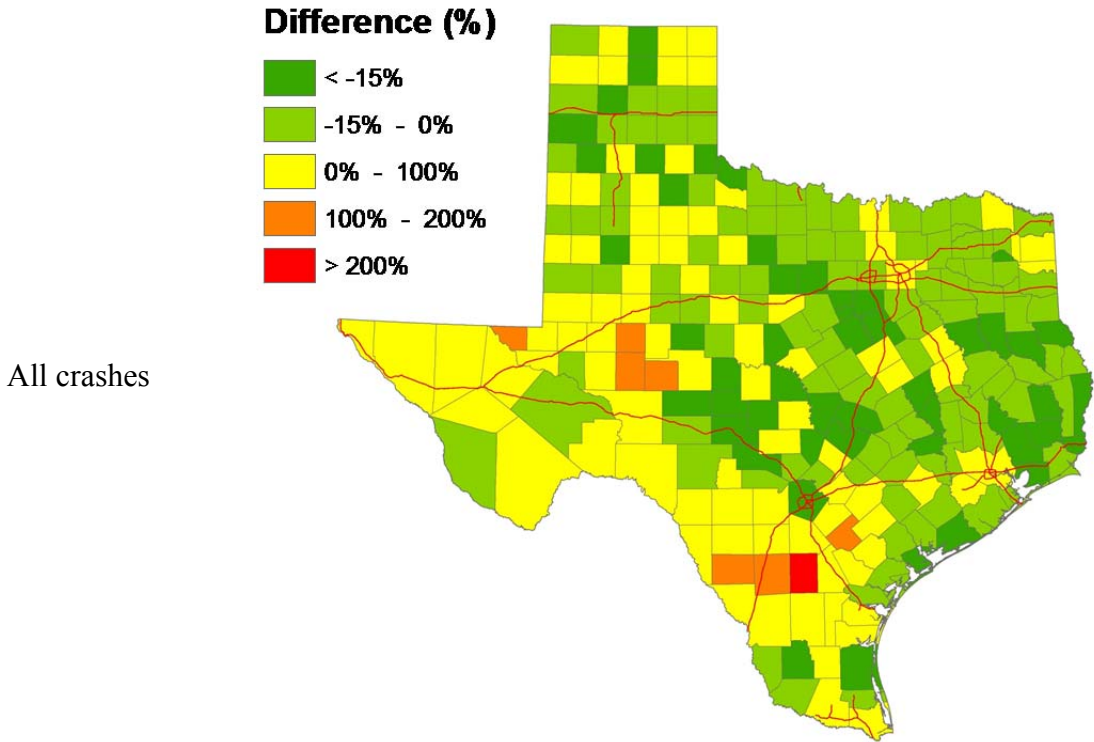 Difference (%)
< -15%
-15% - 0%
0% - 100%
100% - 200%
> 200%
All crashes